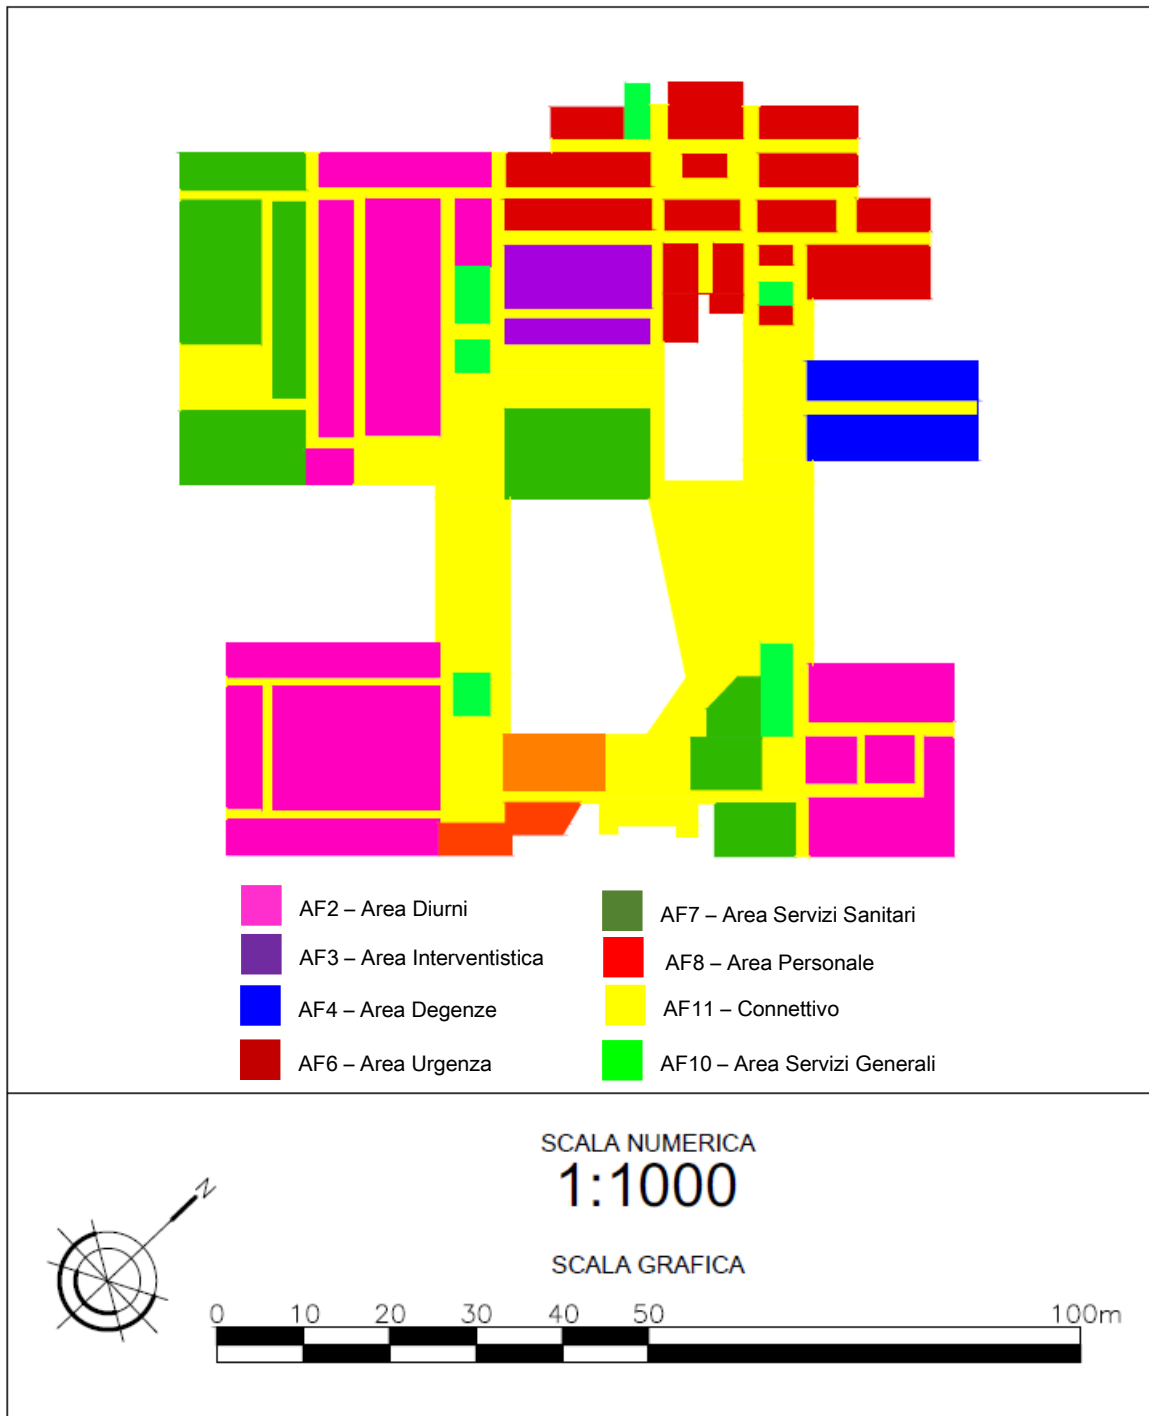 AF2 – Area Diurni
AF3 – Area Interventistica
AF4 – Area Degenze
AF6 – Area Urgenza
AF7 – Area Servizi Sanitari
AF8 – Area Personale
AF11 – Connettivo
AF10 – Area Servizi Generali
SCALA NUMERICA
1:1000
SCALA GRAFICA
N
0 10 20 30 40 50 100m